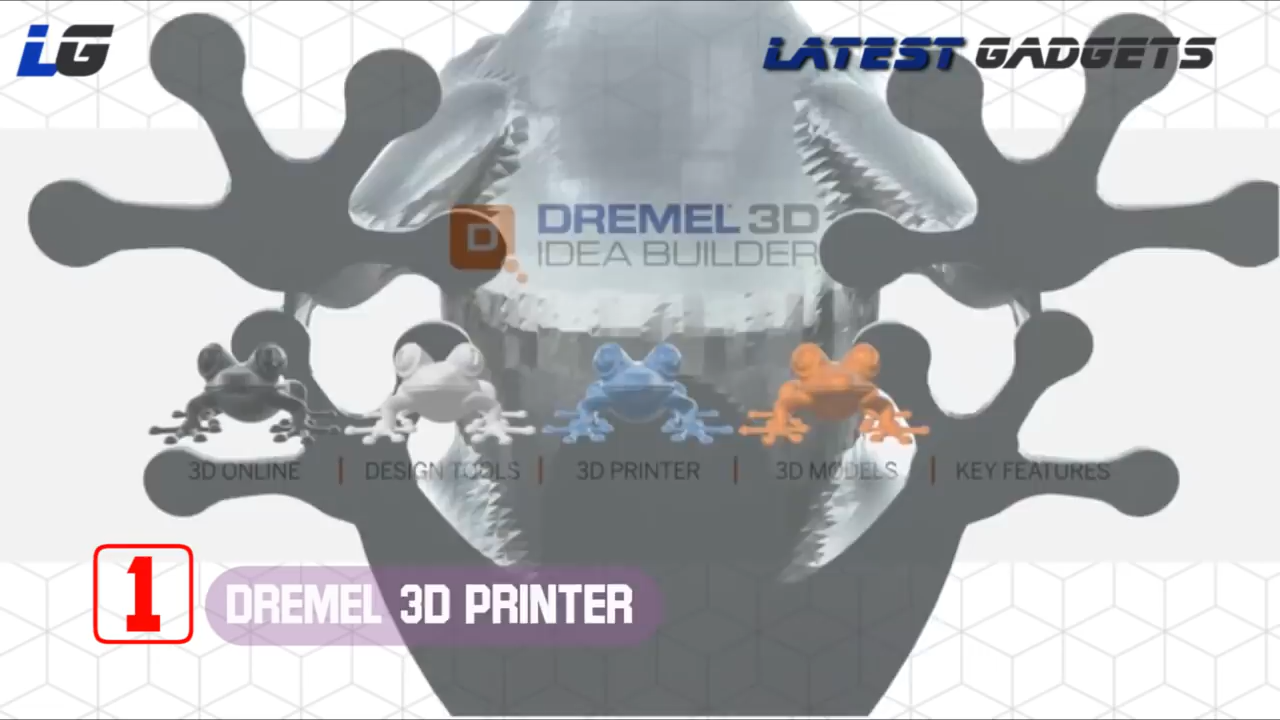 LG
LATEST GADGETS
D
DREMEL 3D
IDEA BUILDER
3D ONLINE | DESIGN TOOLS | 3D PRINTER | 3D MODELS | KEY FEATURES
1
DREMEL 3D PRINTER